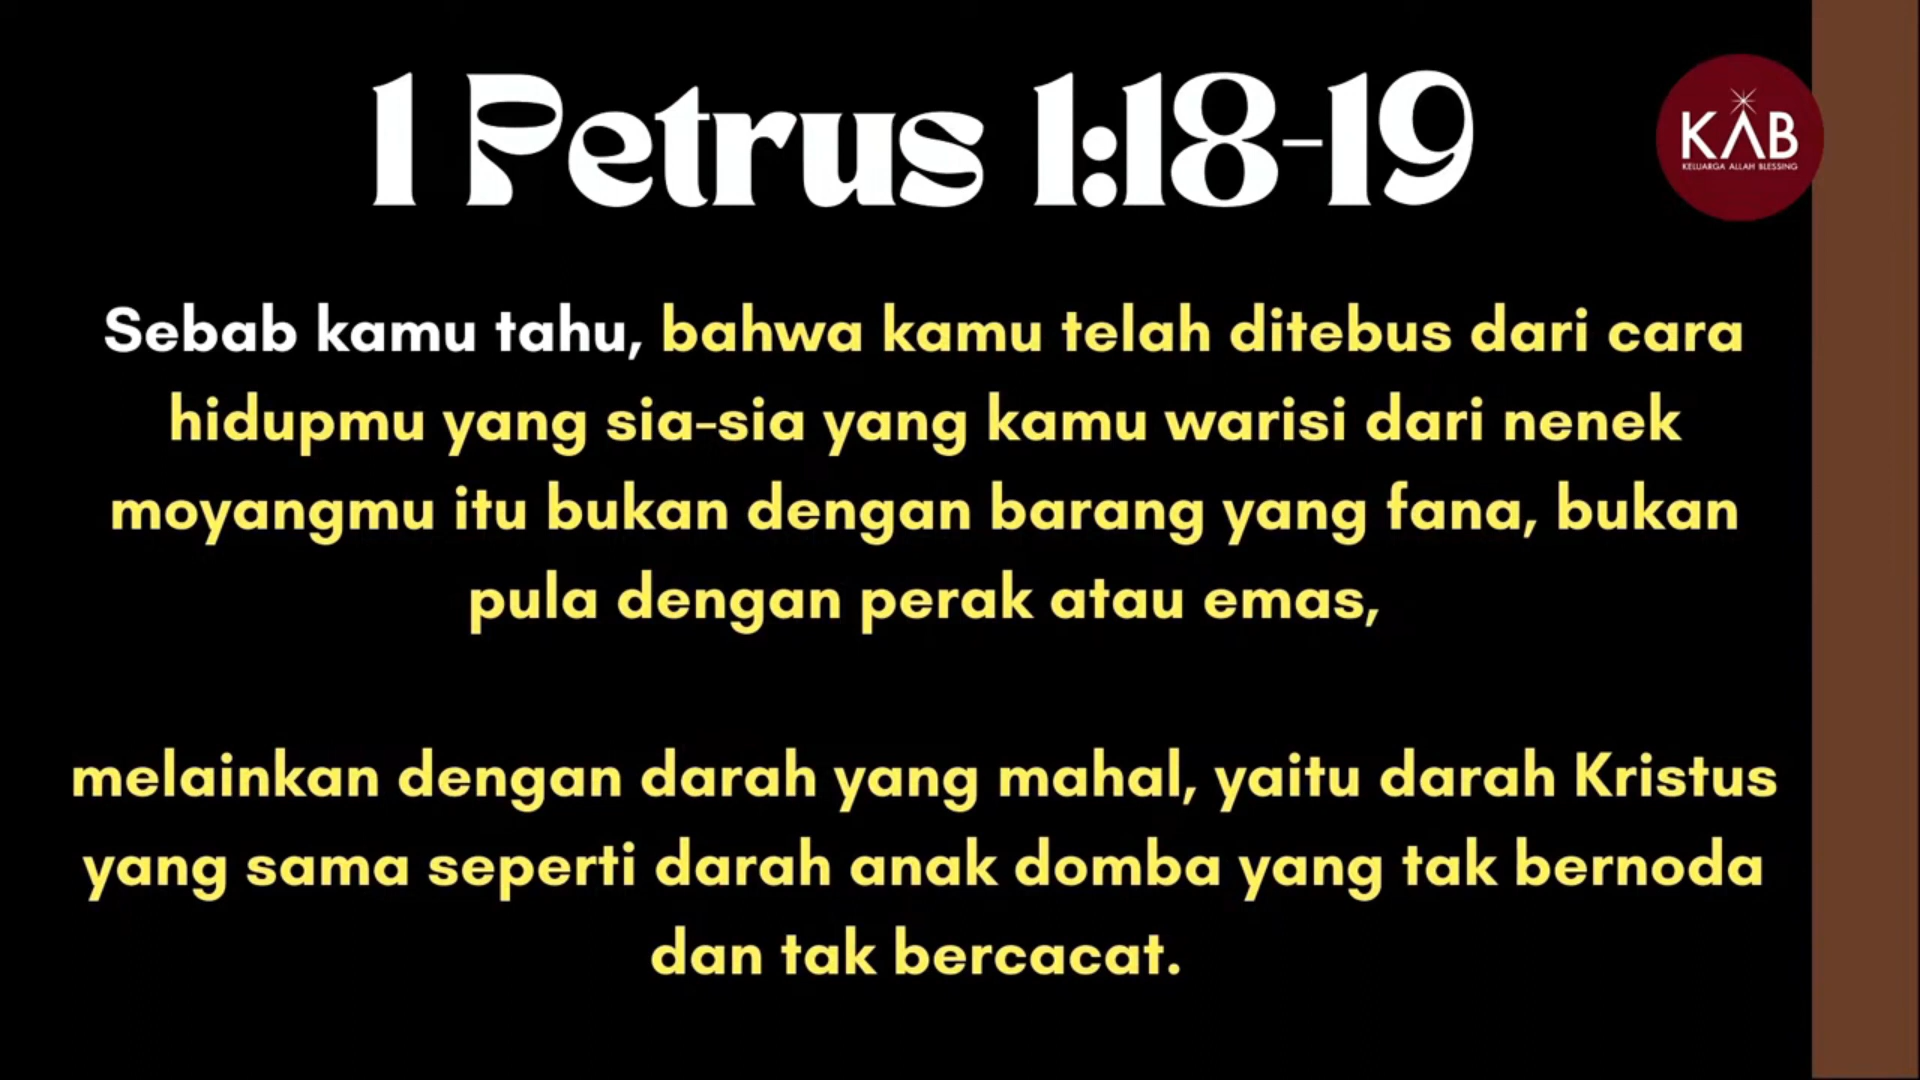 1 Petrus 1:18-19
KAB
KELUARGA ALLAH BLESSING
Sebab kamu tahu, bahwa kamu telah ditebus dari cara
hidupmu yang sia-sia yang kamu warisi dari nenek
moyangmu itu bukan dengan barang yang fana, bukan
pula dengan perak atau emas,
melainkan dengan darah yang mahal, yaitu darah Kristus
yang sama seperti darah anak domba yang tak bernoda
dan tak bercacat.